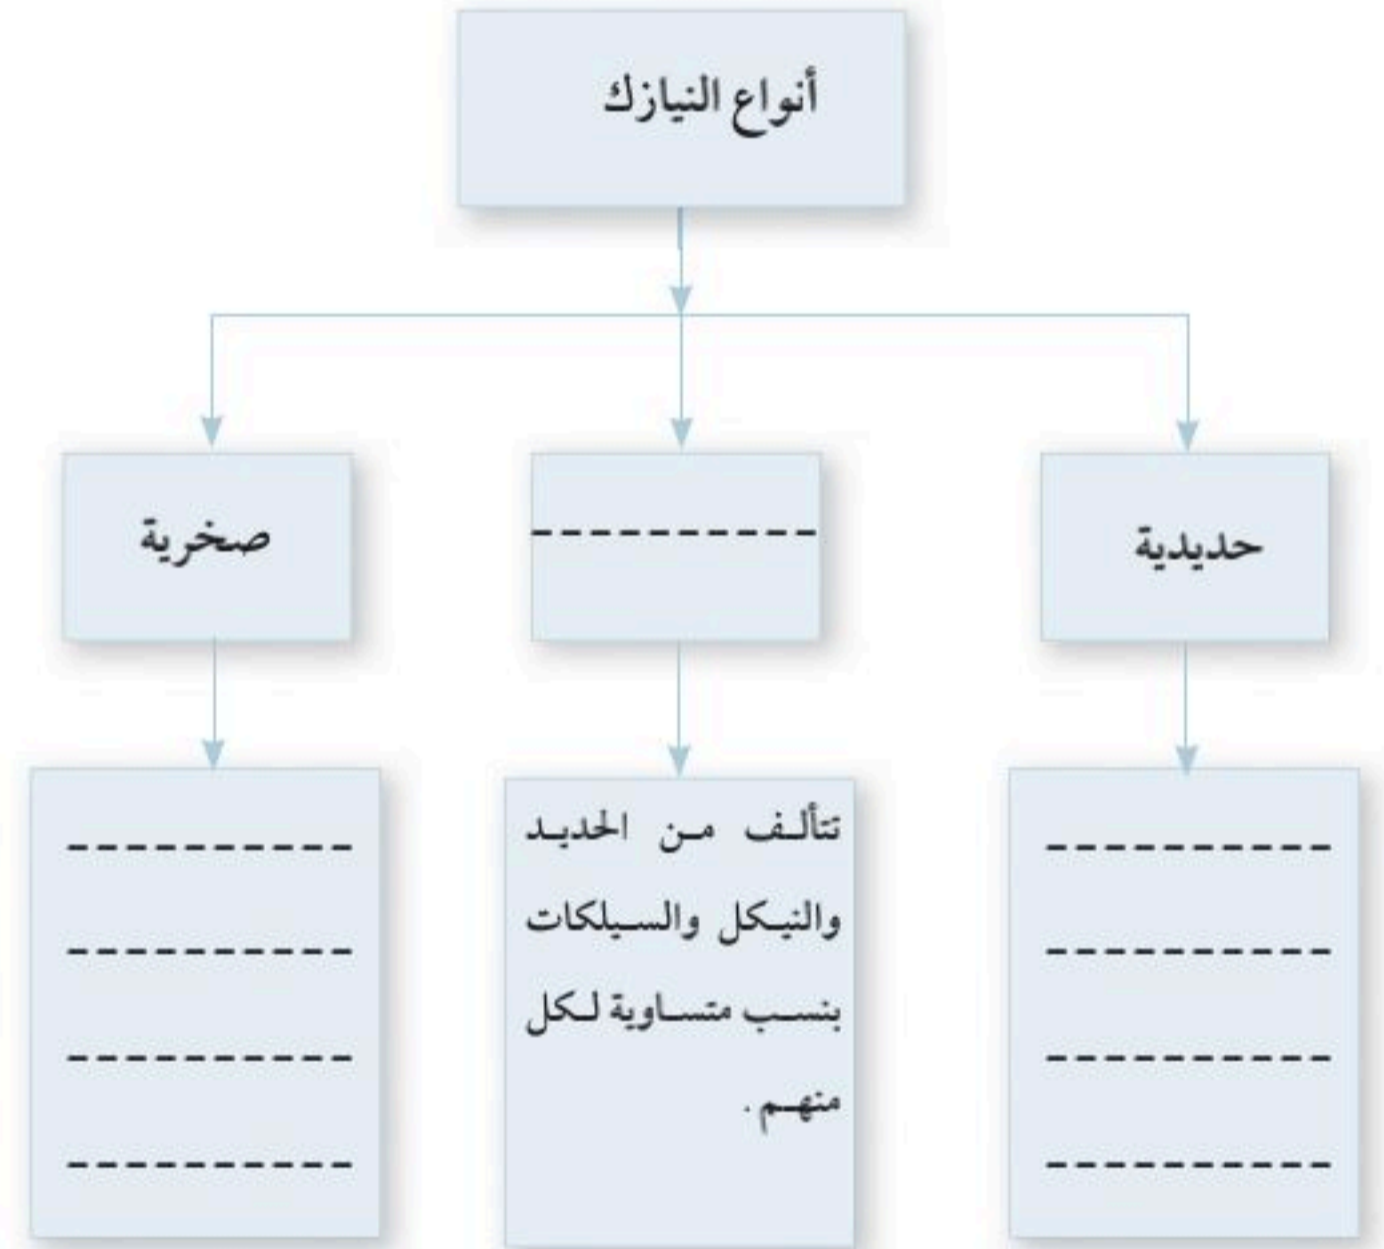 أنواع النيازك
حديدية
----------
صخرية
----------
----------
----------
----------
تتألف من الحديد
والنيكل والسيلكات
بنسب متساوية لكل
منهم .
----------
----------
----------
----------